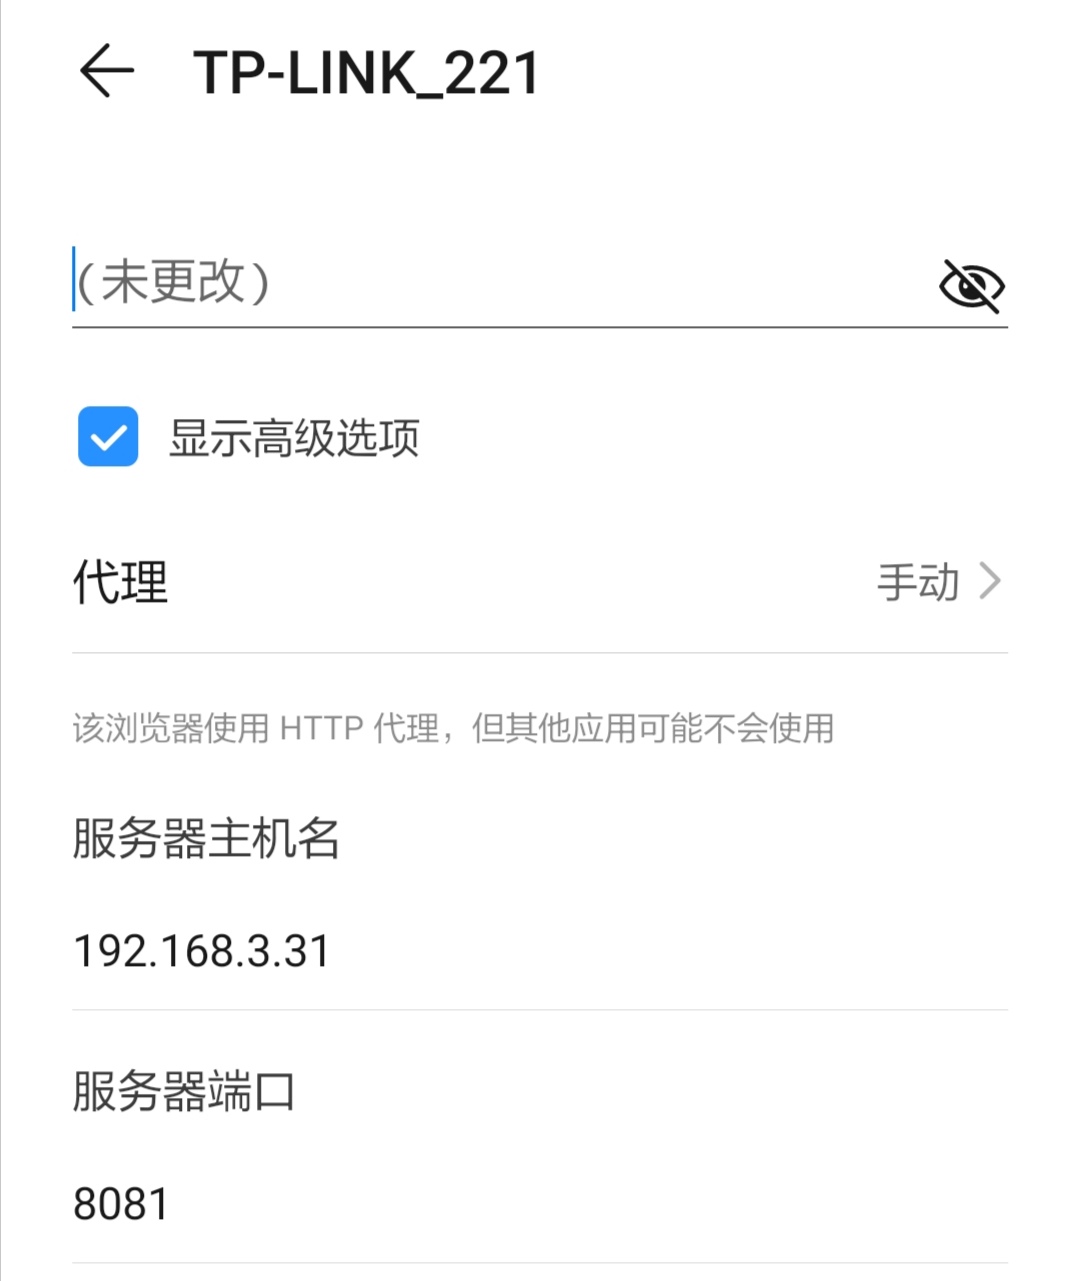 TP-LINK_221
(未更改)
显示高级选项
代理
手动
该浏览器使用 HTTP 代理，但其他应用可能不会使用
服务器主机名
192.168.3.31
服务器端口
8081